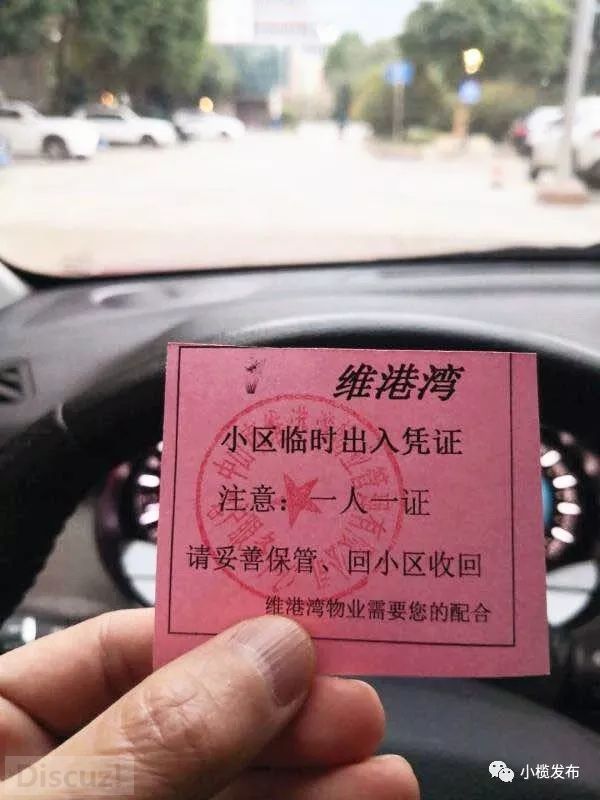 维港湾
小区临时出入凭证
注意：一人一证
请妥善保管、回小区收回
维港湾物业需要您的配合
Discuz!
小榄发布